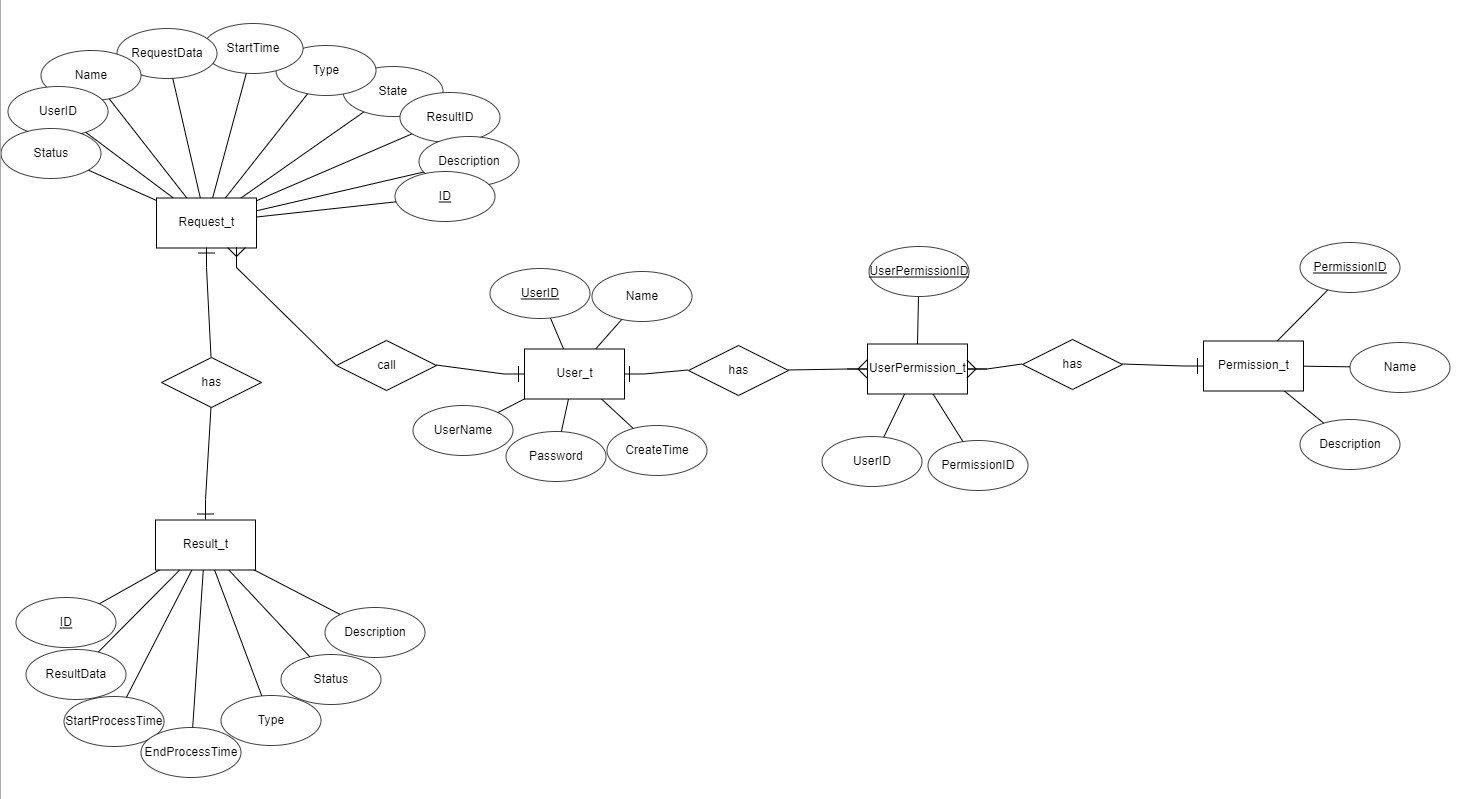 StartTime
RequestData
Type
Name
State
UserID
ResultID
Status
Description
ID
Request_t
UserPermissionID
PermissionID
UserID
Name
call
User_t
has
UserPermission_t
has
Permission_t
Name
has
UserName
Password
CreateTime
UserID
PermissionID
Description
Result_t
ID
Description
ResultData
Status
StartProcessTime
Type
EndProcessTime